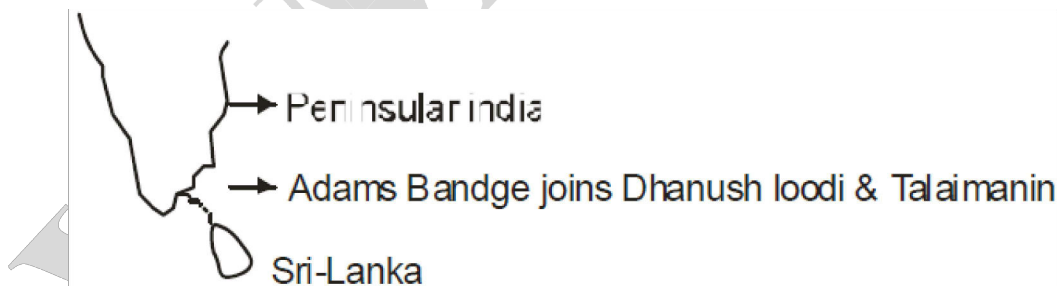 Peninsular india
Adams Bandge joins Dhanush loodi & Talaimanin
Sri-Lanka